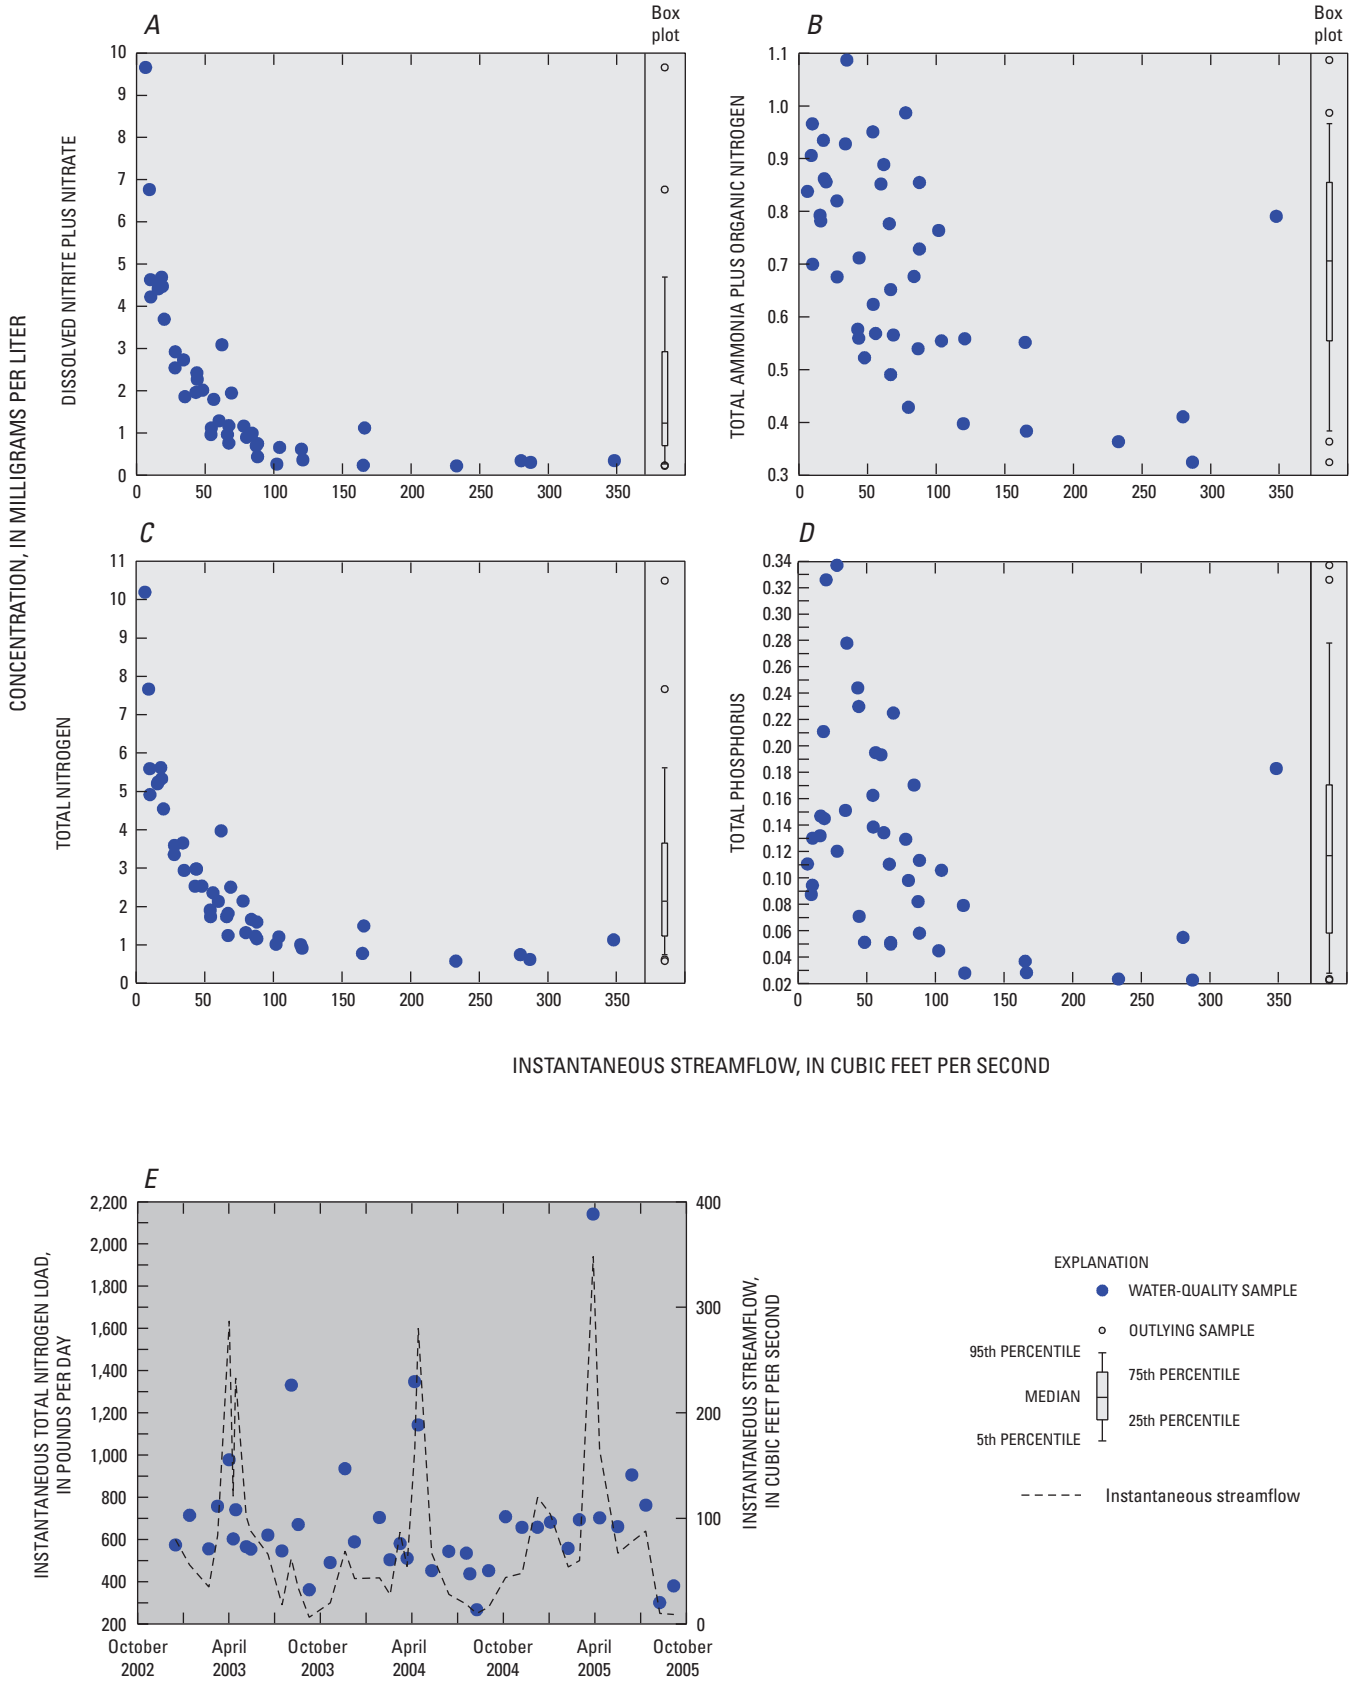 A
Box
plot
10
9
8
7
6
5
4
3
2
1
0
0 50 100 150 200 250 300 350
DISSOLVED NITRITE PLUS NITRATE
B
Box
plot
1.1
1.0
0.9
0.8
0.7
0.6
0.5
0.4
0.3
0 50 100 150 200 250 300 350
TOTAL AMMONIA PLUS ORGANIC NITROGEN
CONCENTRATION, IN MILLIGRAMS PER LITER
C
11
10
9
8
7
6
5
4
3
2
1
0
0 50 100 150 200 250 300 350
TOTAL NITROGEN
D
0.34
0.32
0.30
0.28
0.26
0.24
0.22
0.20
0.18
0.16
0.14
0.12
0.10
0.08
0.06
0.04
0.02
0 50 100 150 200 250 300 350
TOTAL PHOSPHORUS
INSTANTANEOUS STREAMFLOW, IN CUBIC FEET PER SECOND
E
2,200
2,000
1,800
1,600
1,400
1,200
1,000
800
600
400
200
INSTANTANEOUS TOTAL NITROGEN LOAD,
IN POUNDS PER DAY
400
300
200
100
0
INSTANTANEOUS STREAMFLOW,
IN CUBIC FEET PER SECOND
October April October April October April October
2002 2003 2003 2004 2004 2005 2005
EXPLANATION
WATER-QUALITY SAMPLE
OUTLYING SAMPLE
95th PERCENTILE
75th PERCENTILE
MEDIAN
25th PERCENTILE
5th PERCENTILE
Instantaneous streamflow